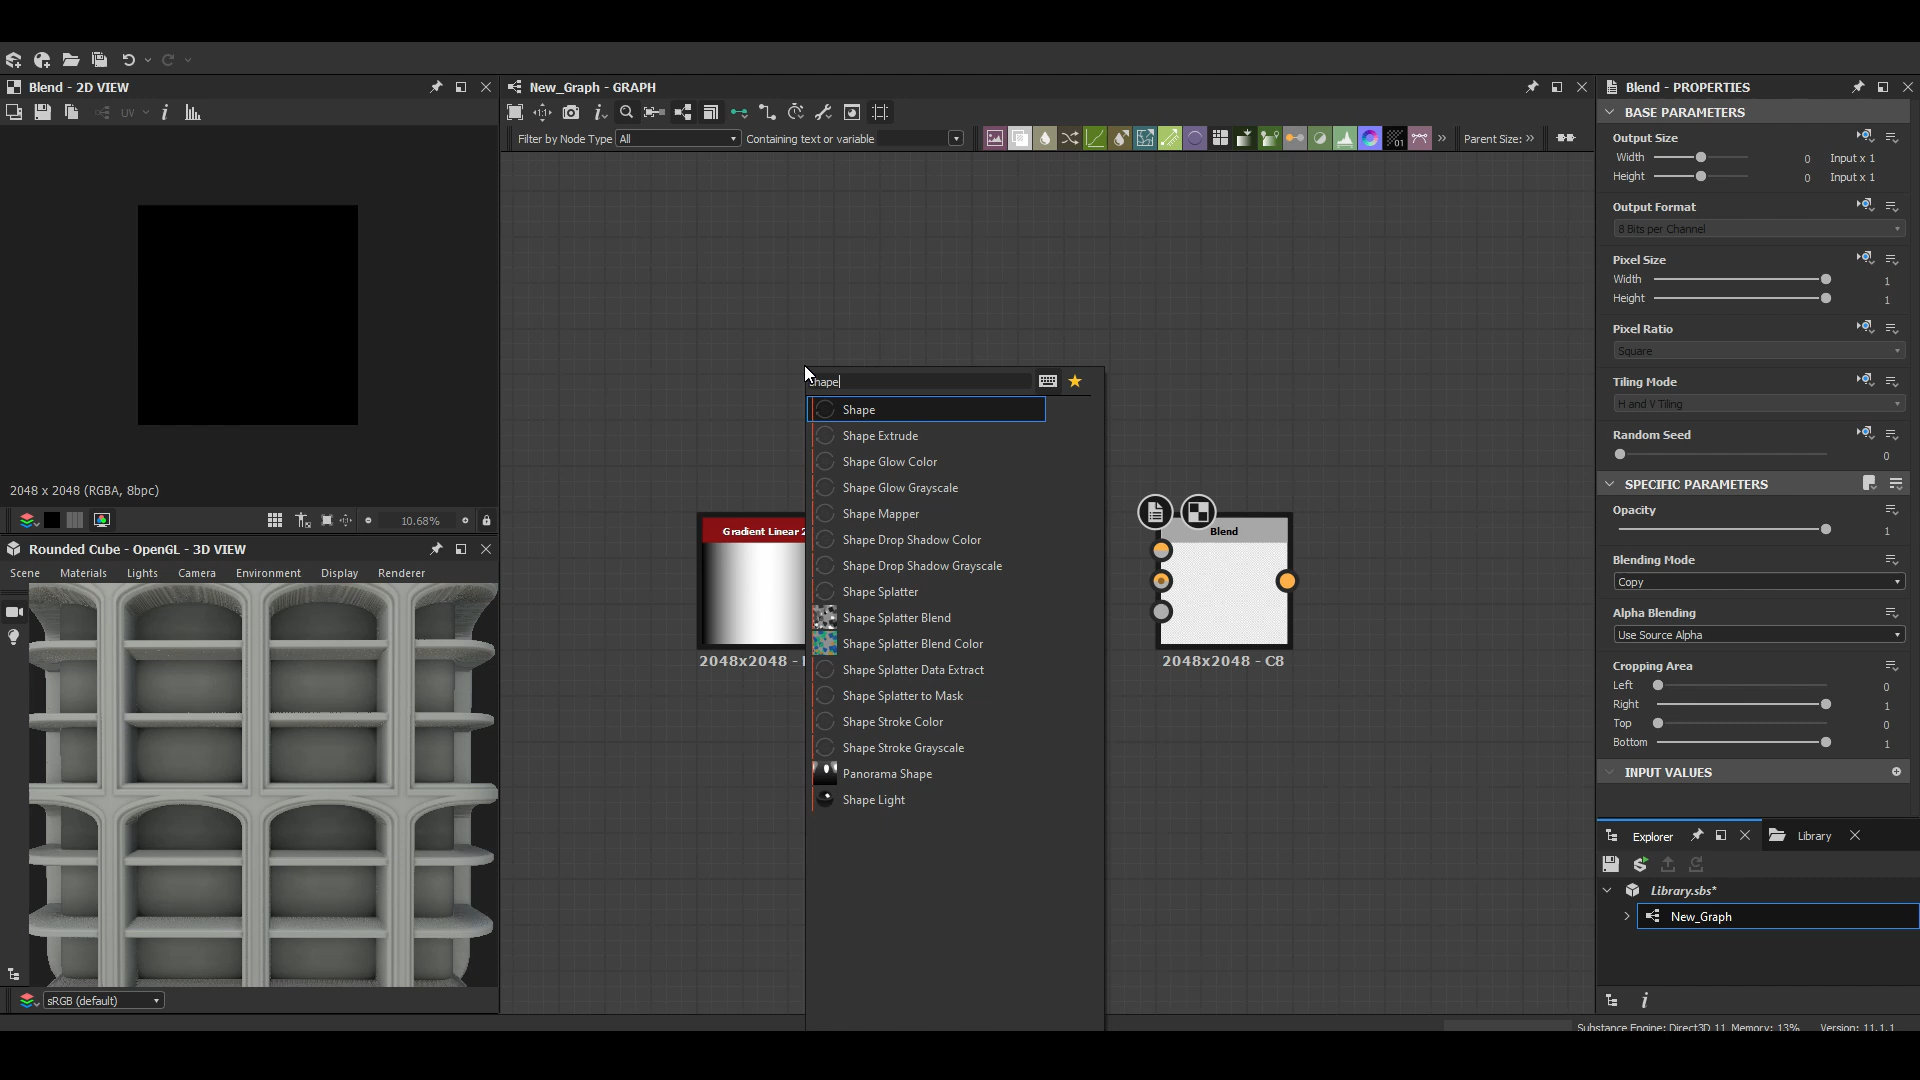 Blend - 2D VIEW
UV
2048 x 2048 (RGBA, 8bpc)
10.68%
Rounded Cube - OpenGL - 3D VIEW
Scene
Materials
Lights
Camera
Environment
Display
Renderer
sRGB (default)
New_Graph - GRAPH
Filter by Node Type
All
Containing text or variable
01
Parent Size:
Gradient Linear 2
2048x2048 -
Shape
Shape Extrude
Shape Glow Color
Shape Glow Grayscale
Shape Mapper
Shape Drop Shadow Color
Shape Drop Shadow Grayscale
Shape Splatter
Shape Splatter Blend
Shape Splatter Blend Color
Shape Splatter Data Extract
Shape Splatter to Mask
Shape Stroke Color
Shape Stroke Grayscale
Panorama Shape
Shape Light
Blend
2048x2048 - C8
Blend - PROPERTIES
BASE PARAMETERS
Output Size
Width 0 Input x 1
Height 0 Input x 1
Output Format
8 Bits per Channel
Pixel Size
Width 1
Height 1
Pixel Ratio
Square
Tiling Mode
H and V Tiling
Random Seed
0
SPECIFIC PARAMETERS
Opacity
1
Blending Mode
Copy
Alpha Blending
Use Source Alpha
Cropping Area
Left 0
Right 1
Top 0
Bottom 1
INPUT VALUES
Explorer
Library
Library.sbs*
New_Graph
Substance Engine: Direct3D 11 Memory: 13% Version: 11.1.1